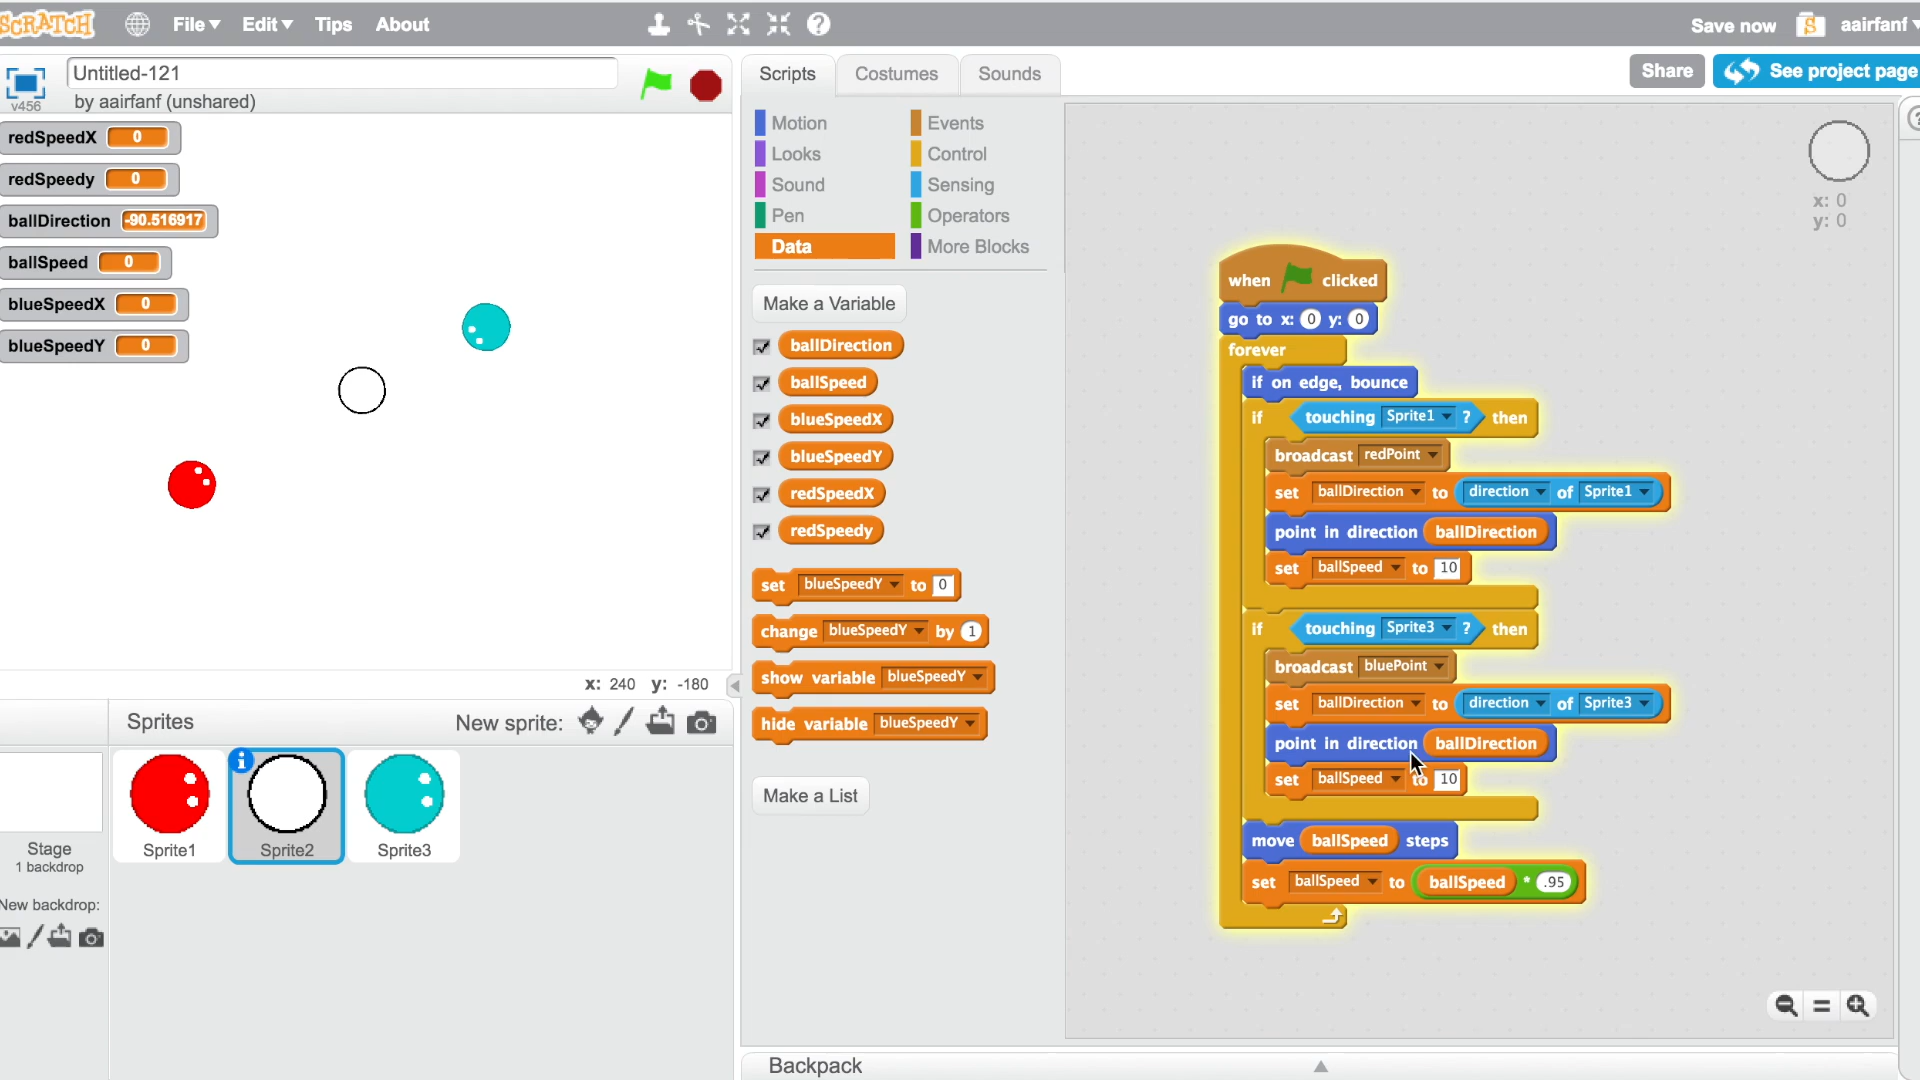 SCRATCH File▼ Edit▼ Tips About Save now aairfanf▼
v456 Untitled-121
by aairfanf (unshared)
Scripts Costumes Sounds Share See project page
redSpeedX 0
redSpeedy 0
ballDirection -90.516917
ballSpeed 0
blueSpeedX 0
blueSpeedY 0
x: 240 y: -180
Sprites New sprite:
Sprite1 Sprite2 Sprite3
Stage
1 backdrop
New backdrop:
Motion Events
Looks Control
Sound Sensing
Pen Operators
Data More Blocks
Make a Variable
ballDirection
ballSpeed
blueSpeedX
blueSpeedY
redSpeedX
redSpeedy
set blueSpeedY to 0
change blueSpeedY by 1
show variable blueSpeedY
hide variable blueSpeedY
Make a List
x: 0
y: 0
when clicked
go to x: 0 y: 0
forever
if on edge, bounce
if touching Sprite1 ? then
broadcast redPoint
set ballDirection to direction of Sprite1
point in direction ballDirection
set ballSpeed to 10
if touching Sprite3 ? then
broadcast bluePoint
set ballDirection to direction of Sprite3
point in direction ballDirection
set ballSpeed to 10
move ballSpeed steps
set ballSpeed to ballSpeed * .95
Backpack